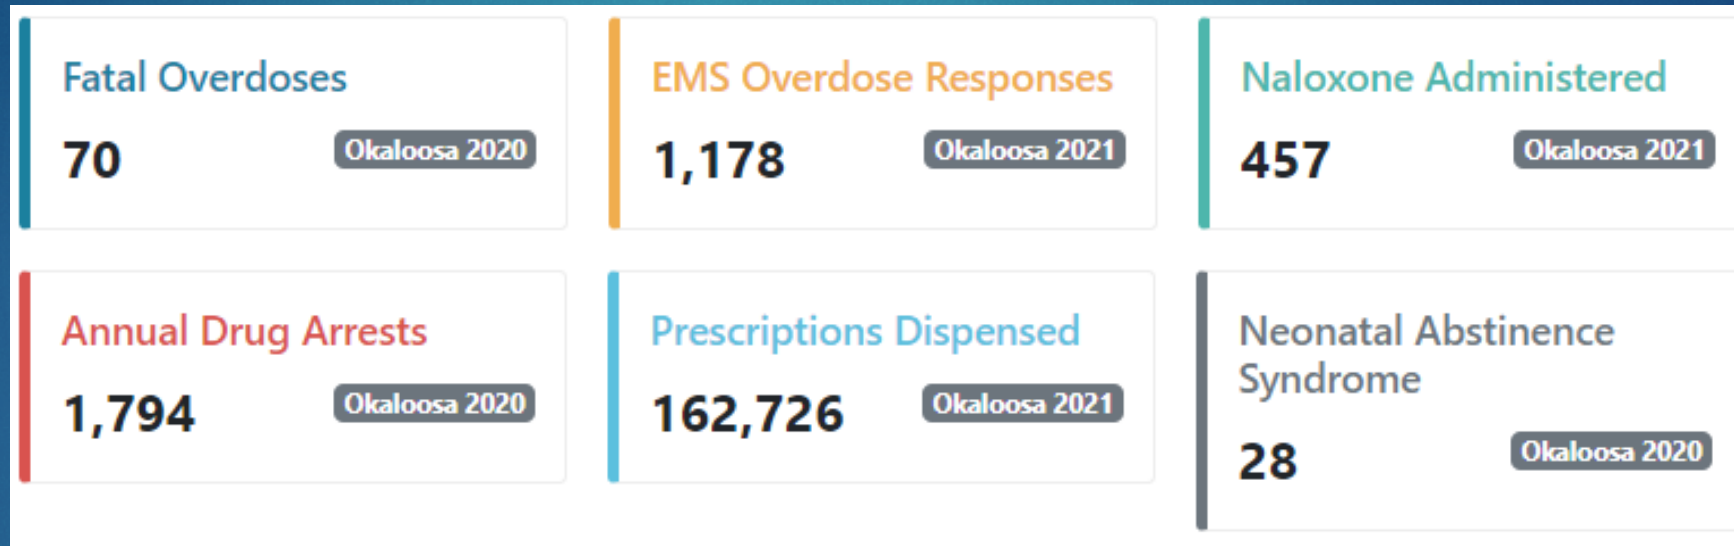 Fatal Overdoses
70 Okaloosa 2020
EMS Overdose Responses
1,178 Okaloosa 2021
Naloxone Administered
457 Okaloosa 2021
Annual Drug Arrests
1,794 Okaloosa 2020
Prescriptions Dispensed
162,726 Okaloosa 2021
Neonatal Abstinence
Syndrome
28 Okaloosa 2020